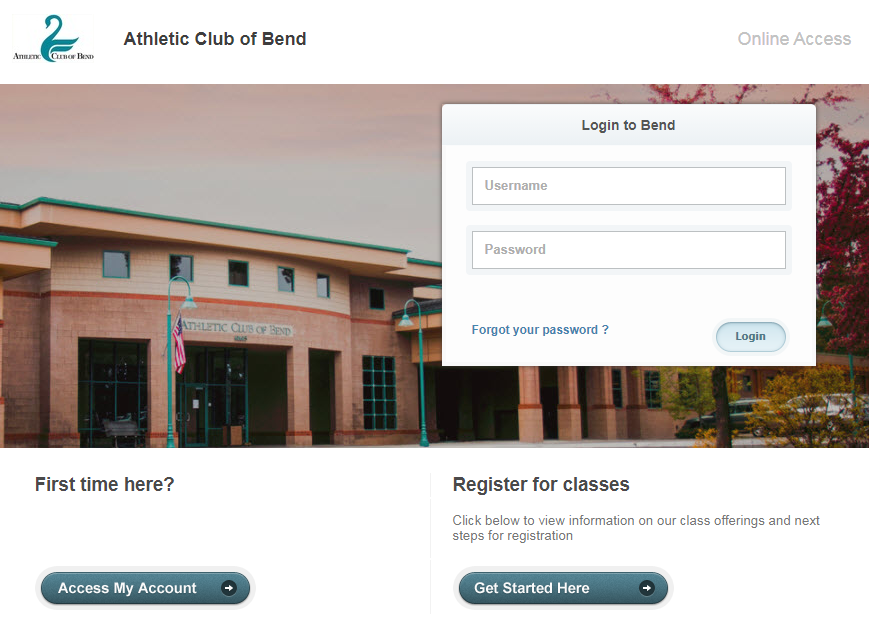 Athletic Club of Bend
Athletic Club of Bend
Online Access
Login to Bend
Username
Password
Forgot your password ?
Login
ATHLETIC CLUB OF BEND
First time here?
Register for classes
Click below to view information on our class offerings and next
steps for registration
Access My Account
Get Started Here